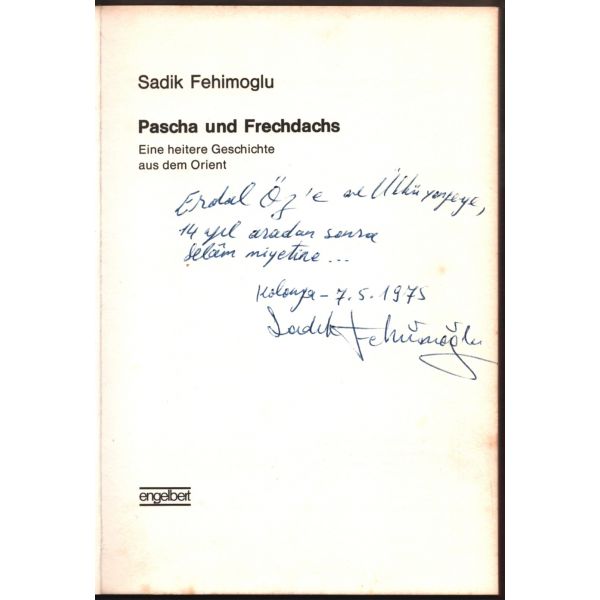 Sadik Fehimoglu
Pascha und Frechdachs
Eine heitere Geschichte
aus dem Orient
Erdal Öz'e ve Ülkü
14 yıl aradan sonra
selâm niyetine ...
Kolonya - 7.5.1975
Sadık Fehimoğlu
engelbert